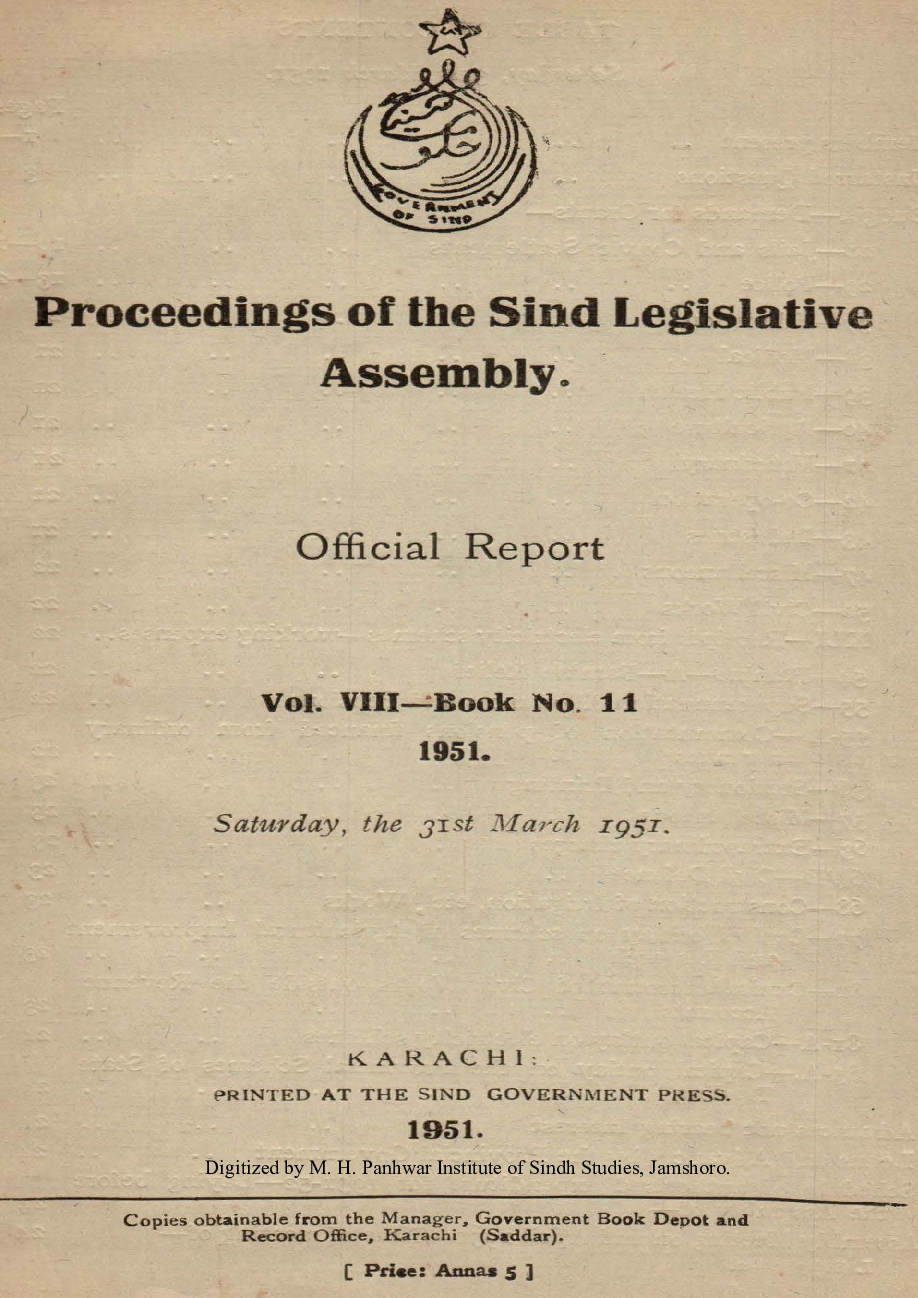 GOVERNMENT
OF SIND
Proceedings of the Sind Legislative
Assembly.
Official Report
Vol. VIII—Book No. 11
1951.
Saturday, the 31st March 1951.
KARACHI:
PRINTED AT THE SIND GOVERNMENT PRESS.
1951.
Digitized by M. H. Panhwar Institute of Sindh Studies, Jamshoro.
Copies obtainable from the Manager, Government Book Depot and
Record Office, Karachi (Saddar).
[ Price: Annas 5 ]